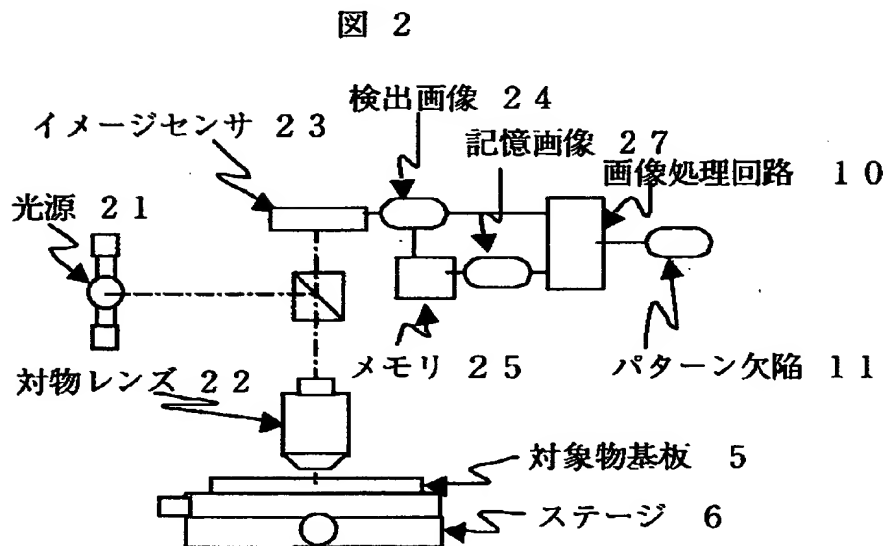 図 2
検出画像 24
イメージセンサ 23
記憶画像 27
画像処理回路 10
光源 21
メモリ 25
パターン欠陥 11
対物レンズ 22
対象物基板 5
ステージ 6